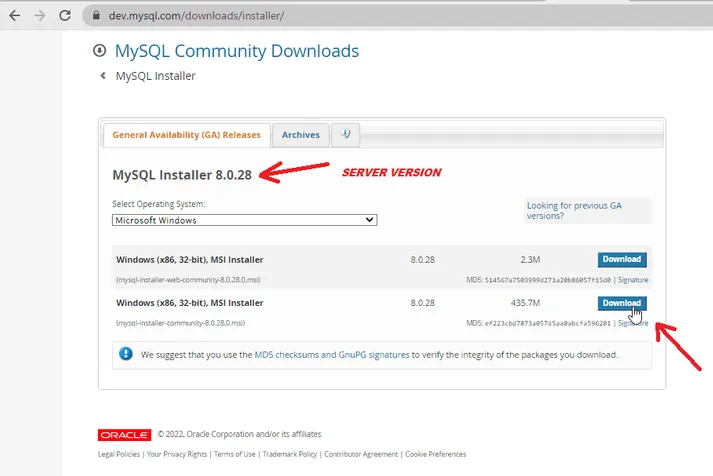 dev.mysql.com/downloads/installer/
MySQL Community Downloads
MySQL Installer
General Availability (GA) Releases Archives
MySQL Installer 8.0.28 SERVER VERSION
Select Operating System:
Microsoft Windows
Looking for previous GA
versions?
Windows (x86, 32-bit), MSI Installer 8.0.28 2.3M Download
(mysql-installer-web-community-8.0.28.0.msi) MD5: 514567a7503999d271a20b86057f15d0 | Signature
Windows (x86, 32-bit), MSI Installer 8.0.28 435.7M Download
(mysql-installer-community-8.0.28.0.msi) MD5: ef223cbd7873a057d5aa0abcfa596201 | Signature
We suggest that you use the MD5 checksums and GnuPG signatures to verify the integrity of the packages you download.
ORACLE © 2022, Oracle Corporation and/or its affiliates
Legal Policies | Your Privacy Rights | Terms of Use | Trademark Policy | Contributor Agreement | Cookie Preferences